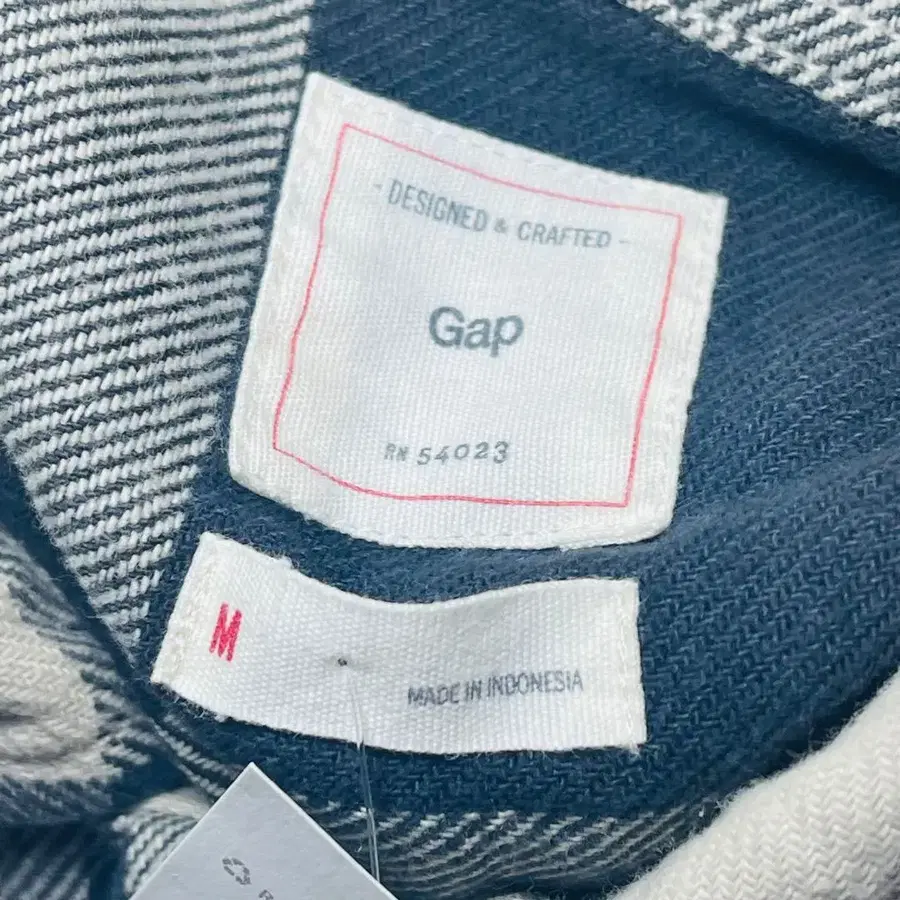 - DESIGNED & CRAFTED -
Gap
RN 54023
M
MADE IN INDONESIA